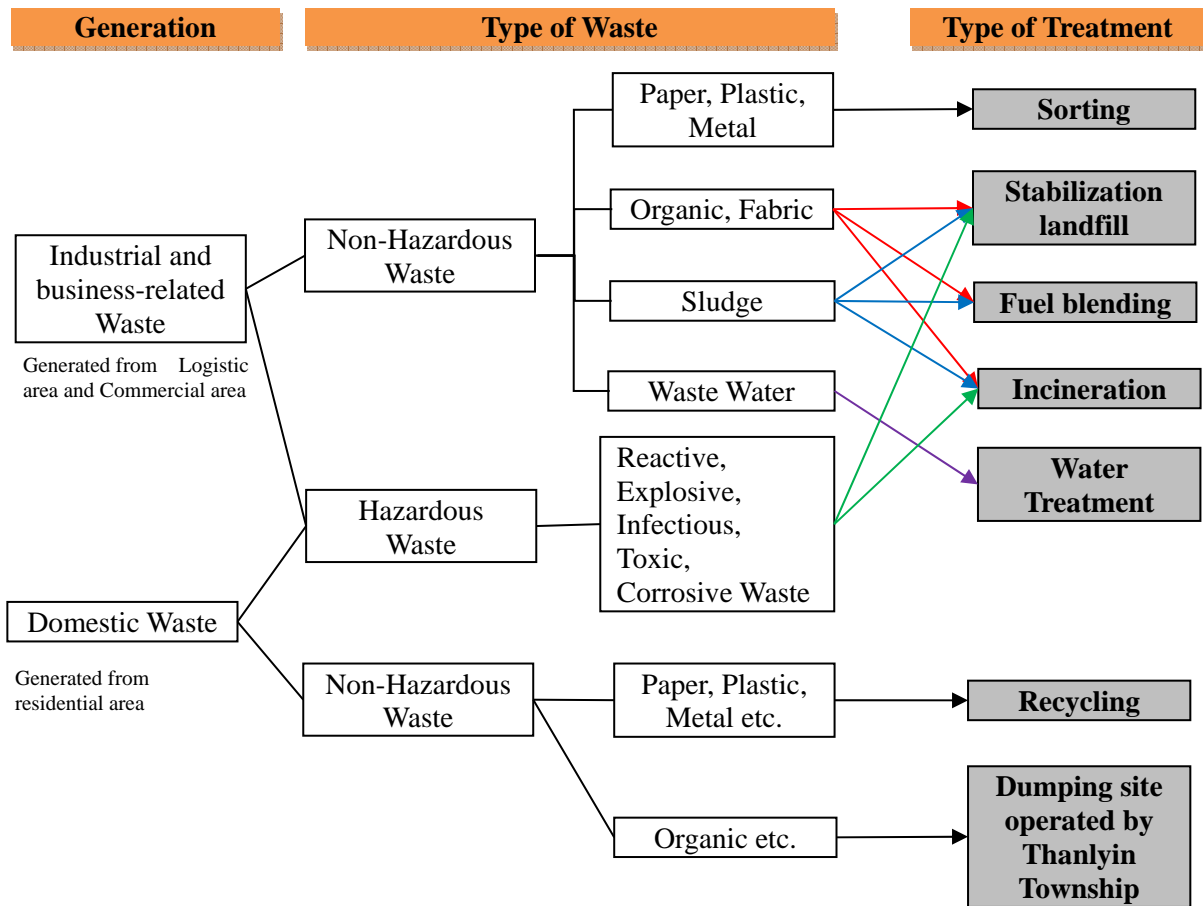 Generation
Type of Waste
Type of Treatment
Paper, Plastic,
Metal
Sorting
Organic, Fabric
Stabilization
landfill
Industrial and
business-related
Waste
Non-Hazardous
Waste
Generated from Logistic
area and Commercial area
Sludge
Fuel blending
Waste Water
Incineration
Water
Treatment
Hazardous
Waste
Reactive,
Explosive,
Infectious,
Toxic,
Corrosive Waste
Domestic Waste
Generated from
residential area
Non-Hazardous
Waste
Paper, Plastic,
Metal etc.
Recycling
Organic etc.
Dumping site
operated by
Thanlyin
Township